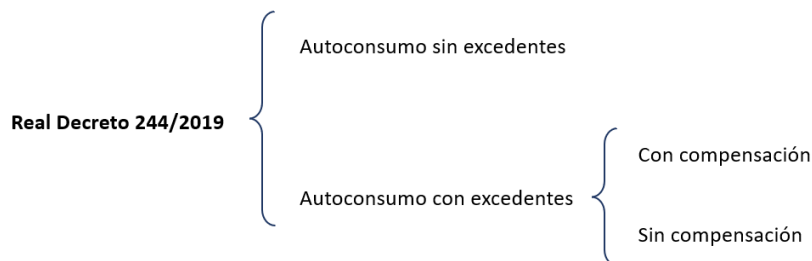 Autoconsumo sin excedentes
Real Decreto 244/2019
Con compensación
Autoconsumo con excedentes
Sin compensación